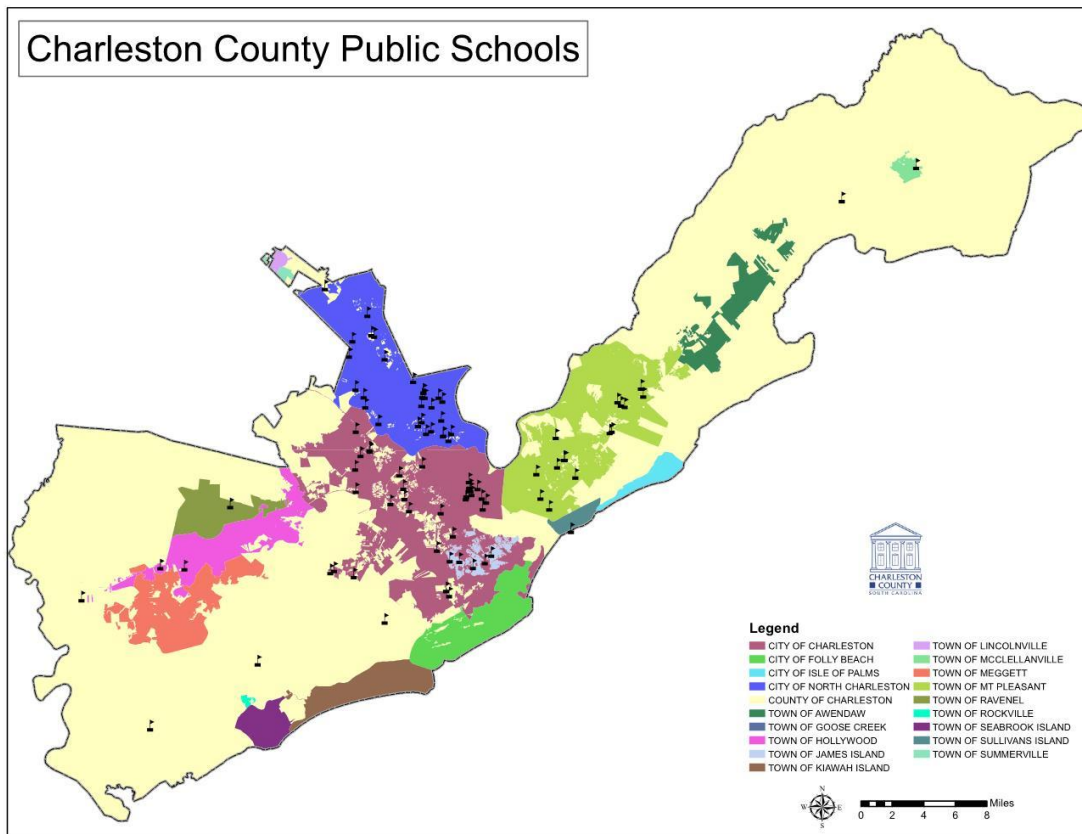 Charleston County Public Schools
CHARLESTON
COUNTY
SOUTH CAROLINA
Legend
CITY OF CHARLESTON
CITY OF FOLLY BEACH
CITY OF ISLE OF PALMS
CITY OF NORTH CHARLESTON
COUNTY OF CHARLESTON
TOWN OF AWENDAW
TOWN OF GOOSE CREEK
TOWN OF HOLLYWOOD
TOWN OF JAMES ISLAND
TOWN OF KIAWAH ISLAND
TOWN OF LINCOLNVILLE
TOWN OF MCCLELLANVILLE
TOWN OF MEGGETT
TOWN OF MT PLEASANT
TOWN OF RAVENEL
TOWN OF ROCKVILLE
TOWN OF SEABROOK ISLAND
TOWN OF SULLIVANS ISLAND
TOWN OF SUMMERVILLE
N
W E
S
Miles
0 2 4 6 8